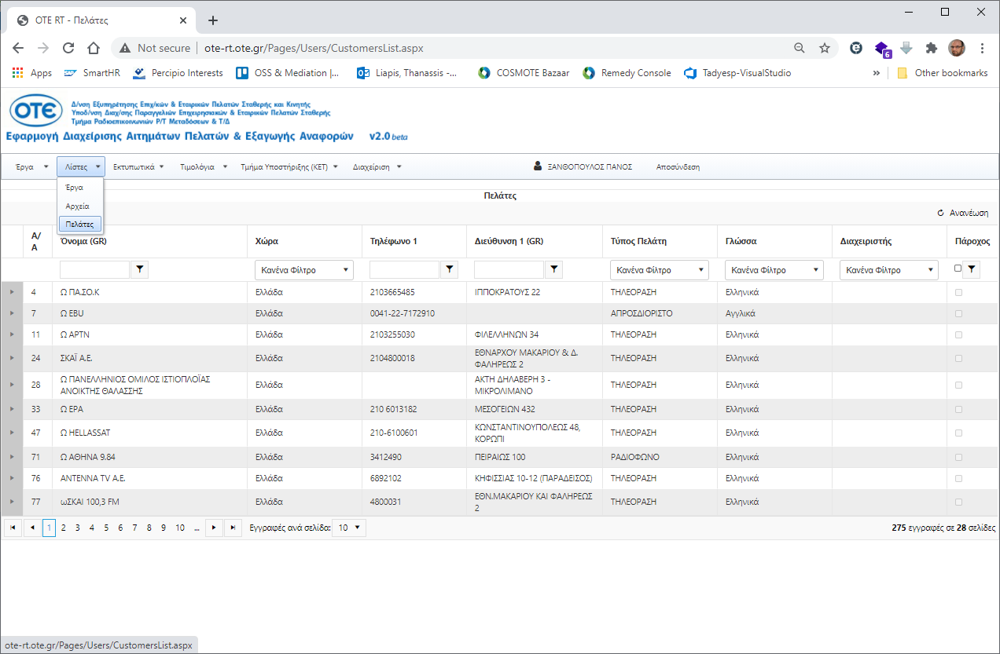 OTE RT - Πελάτες
Not secure | ote-rt.ote.gr/Pages/Users/CustomersList.aspx
6
Apps SmartHR Percipio Interests OSS & Mediation |... Liapis, Thanassis -... COSMOTE Bazaar Remedy Console Tadyesp-VisualStudio » Other bookmarks
OTE
Δ/νση Εξυπηρέτησης Επιχ/κών & Εταιρικών Πελατών Σταθερής και Κινητής
Υποδ/νση Διαχ/σης Παραγγελιών Επιχειρησιακών & Εταιρικών Πελατών Σταθερής
Τμήμα Ραδιοεπικοινωνιών Ρ/Τ Μεταδόσεων & Τ/Δ
Εφαρμογή Διαχείρισης Αιτημάτων Πελατών & Εξαγωγής Αναφορών v2.0 beta
Έργα Λίστες Εκτυπωτικά Τιμολόγια Τμήμα Υποστήριξης (ΚΕΤ) Διαχείριση ΞΑΝΘΟΠΟΥΛΟΣ ΠΑΝΟΣ Αποσύνδεση
Έργα
Αρχεία
Πελάτες
Πελάτες
Ανανέωση
Α/Α Όνομα (GR) Χώρα Τηλέφωνο 1 Διεύθυνση 1 (GR) Τύπος Πελάτη Γλώσσα Διαχειριστής Πάροχος
Κανένα Φίλτρο Κανένα Φίλτρο Κανένα Φίλτρο Κανένα Φίλτρο
4 Ω ΠΑ.ΣΟ.Κ Ελλάδα 2103665485 ΙΠΠΟΚΡΑΤΟΥΣ 22 ΤΗΛΕΟΡΑΣΗ Ελληνικά
7 Ω EBU Ελλάδα 0041-22-7172910 ΑΠΡΟΣΔΙΟΡΙΣΤΟ Αγγλικά
11 Ω ΑΡΤΝ Ελλάδα 2103255030 ΦΙΛΕΛΛΗΝΩΝ 34 ΤΗΛΕΟΡΑΣΗ Ελληνικά
24 ΣΚΑΪ Α.Ε. Ελλάδα 2104800018 ΕΘΝΑΡΧΟΥ ΜΑΚΑΡΙΟΥ & Δ. ΦΑΛΗΡΕΩΣ 2 ΤΗΛΕΟΡΑΣΗ Ελληνικά
28 Ω ΠΑΝΕΛΛΗΝΙΟΣ ΟΜΙΛΟΣ ΙΣΤΙΟΠΛΟΪΑΣ ΑΝΟΙΚΤΗΣ ΘΑΛΑΣΣΗΣ Ελλάδα ΑΚΤΗ ΔΗΛΑΒΕΡΗ 3 - ΜΙΚΡΟΛΙΜΑΝΟ ΤΗΛΕΟΡΑΣΗ Ελληνικά
33 Ω ΕΡΑ Ελλάδα 210 6013182 ΜΕΣΟΓΕΙΩΝ 432 ΤΗΛΕΟΡΑΣΗ Ελληνικά
47 Ω HELLASSAT Ελλάδα 210-6100601 ΚΩΝΣΤΑΝΤΙΝΟΥΠΟΛΕΩΣ 48, ΚΟΡΩΠΙ ΤΗΛΕΟΡΑΣΗ Ελληνικά
71 Ω ΑΘΗΝΑ 9.84 Ελλάδα 3412490 ΠΕΙΡΑΙΩΣ 100 ΡΑΔΙΟΦΩΝΟ Ελληνικά
76 ANTENNA TV A.E. Ελλάδα 6892102 ΚΗΦΙΣΣΙΑΣ 10-12 (ΠΑΡΑΔΕΙΣΟΣ) ΤΗΛΕΟΡΑΣΗ Ελληνικά
77 ωΣΚΑΙ 100,3 FM Ελλάδα 4800031 ΕΘΝ.ΜΑΚΑΡΙΟΥ ΚΑΙ ΦΑΛΗΡΕΩΣ 2 ΤΗΛΕΟΡΑΣΗ Ελληνικά
1 2 3 4 5 6 7 8 9 10 ... Εγγραφές ανά σελίδα: 10 275 εγγραφές σε 28 σελίδες
ote-rt.ote.gr/Pages/Users/CustomersList.aspx